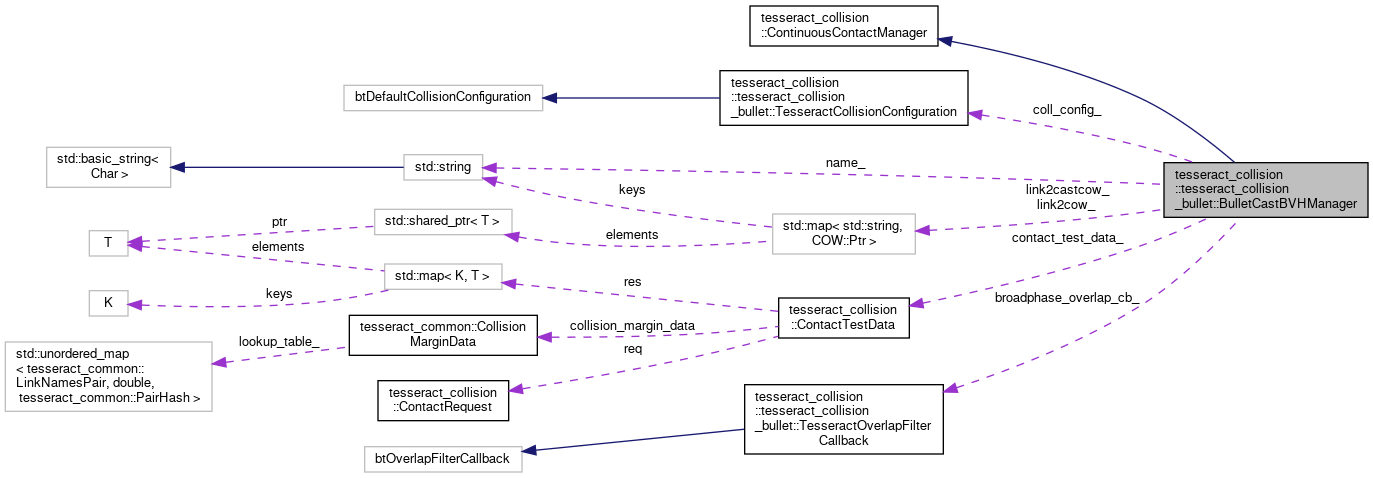 tesseract_collision
::ContinuousContactManager
btDefaultCollisionConfiguration
tesseract_collision
::tesseract_collision
_bullet::TesseractCollisionConfiguration
coll_config_
std::basic_string<
Char >
std::string
name_
keys
link2castcow_
link2cow_
tesseract_collision
::tesseract_collision
_bullet::BulletCastBVHManager
ptr
std::shared_ptr< T >
elements
std::map< std::string,
COW::Ptr >
T
elements
contact_test_data_
std::map< K, T >
res
K
keys
broadphase_overlap_cb_
tesseract_collision
::ContactTestData
tesseract_common::Collision
MarginData
collision_margin_data
lookup_table_
req
std::unordered_map
< tesseract_common::
LinkNamesPair, double,
tesseract_common::PairHash >
tesseract_collision
::ContactRequest
tesseract_collision
::tesseract_collision
_bullet::TesseractOverlapFilter
Callback
btOverlapFilterCallback